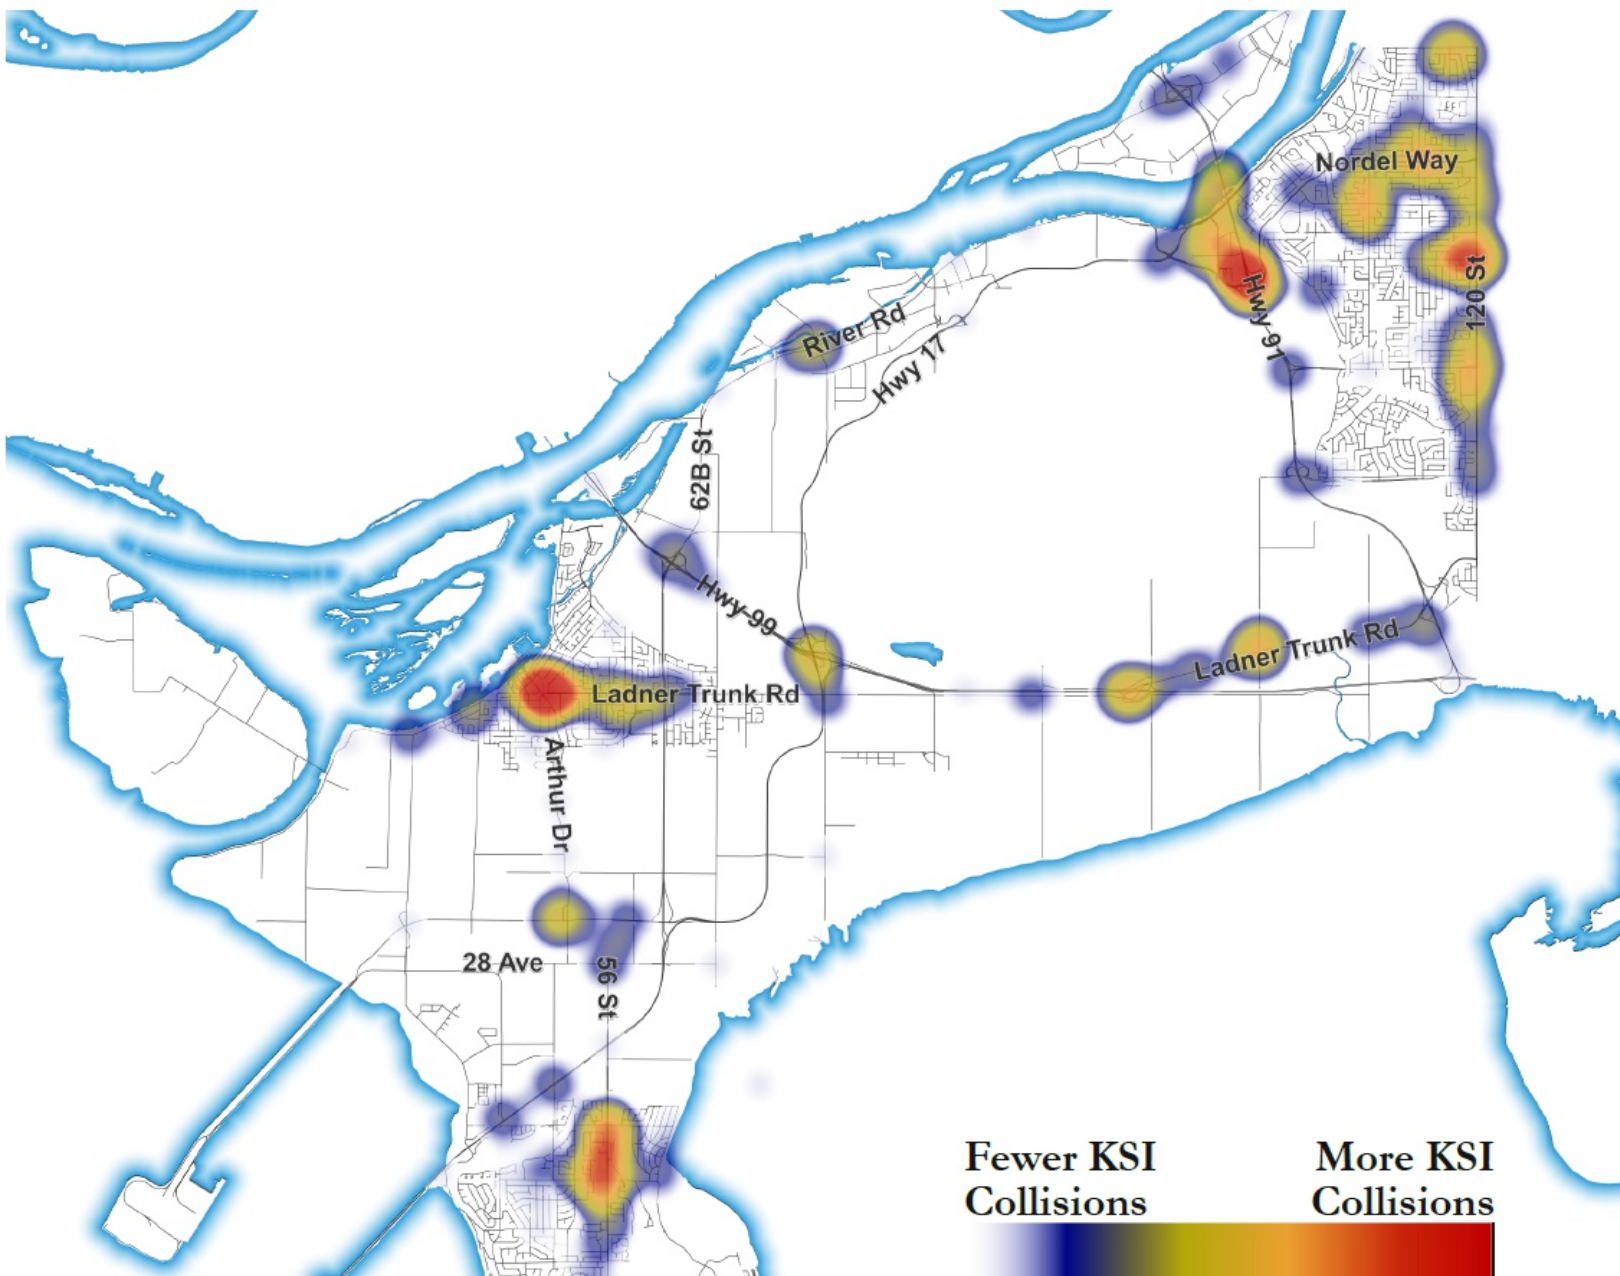 Nordel Way
120 St
Hwy 91
River Rd
Hwy 17
62B St
Hwy 99
Ladner Trunk Rd
Ladner Trunk Rd
Arthur Dr
28 Ave
56 St
Fewer KSI
Collisions
More KSI
Collisions